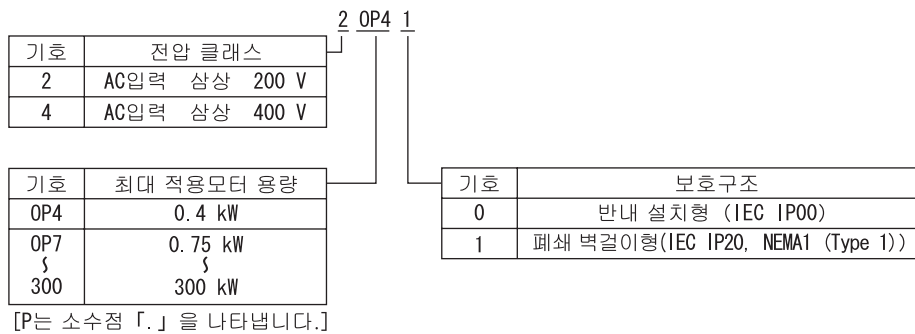 2 0P4 1
기호 전압 클래스
2 AC입력 삼상 200 V
4 AC입력 삼상 400 V
기호 최대 적용모터 용량
0P4 0.4 kW
0P7 0.75 kW
∫ ∫
300 300 kW
[P는 소수점 「.」을 나타냅니다.]
기호 보호구조
0 반내 설치형 (IEC IP00)
1 폐쇄 벽걸이형(IEC IP20, NEMA1 (Type 1))